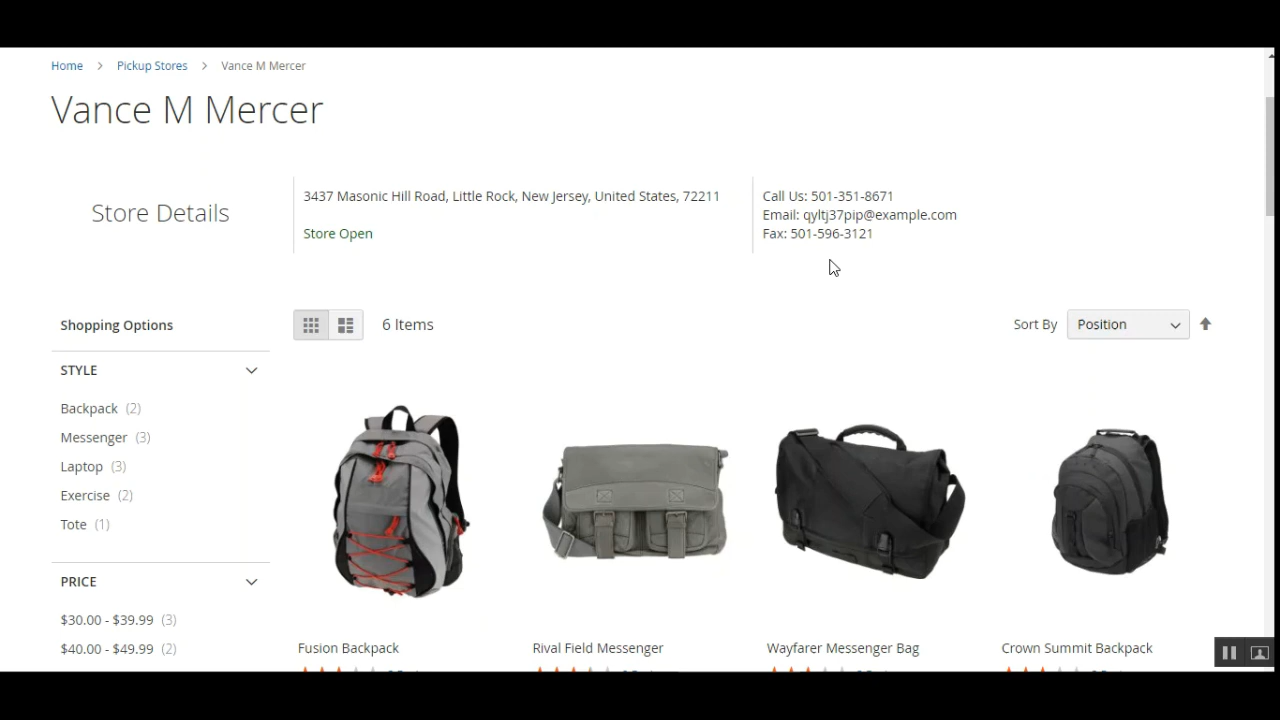 Home > Pickup Stores > Vance M Mercer
Vance M Mercer
Store Details
3437 Masonic Hill Road, Little Rock, New Jersey, United States, 72211
Store Open
Call Us: 501-351-8671
Email: qyltj37pip@example.com
Fax: 501-596-3121
Shopping Options
6 Items
Sort By Position
STYLE
Backpack (2)
Messenger (3)
Laptop (3)
Exercise (2)
Tote (1)
PRICE
$30.00 - $39.99 (3)
$40.00 - $49.99 (2)
Fusion Backpack
Rival Field Messenger
Wayfarer Messenger Bag
Crown Summit Backpack